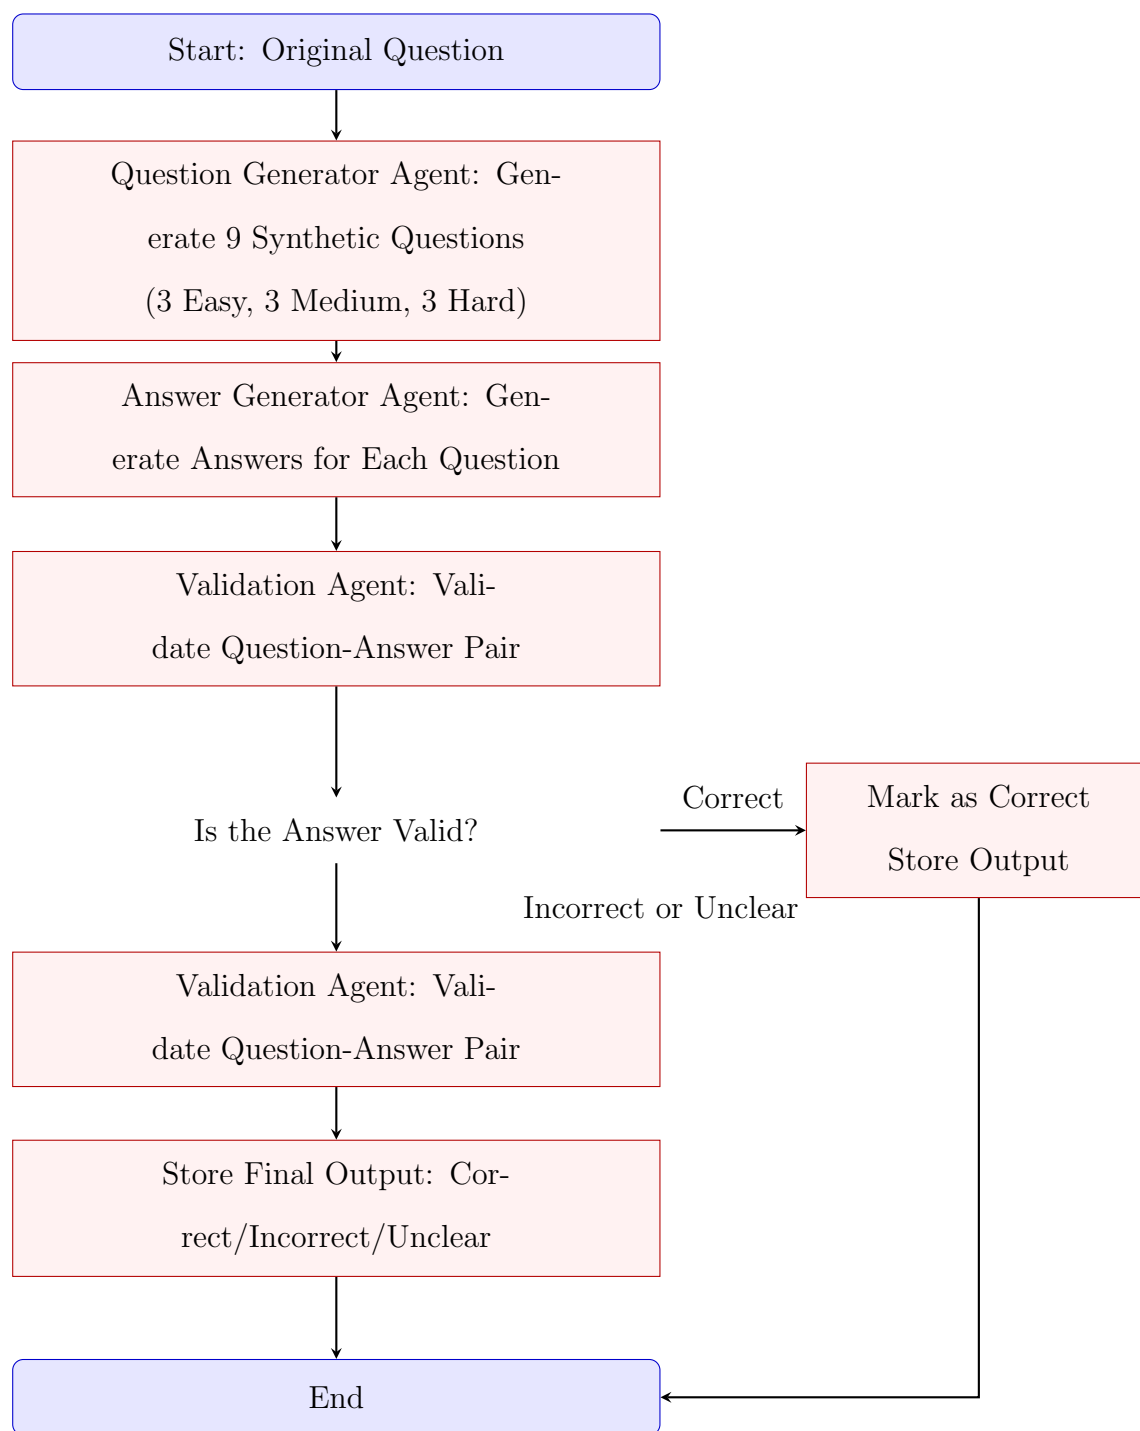 Start: Original Question
Question Generator Agent: Gen-
erate 9 Synthetic Questions
(3 Easy, 3 Medium, 3 Hard)
Answer Generator Agent: Gen-
erate Answers for Each Question
Validation Agent: Vali-
date Question-Answer Pair
Is the Answer Valid?
Correct
Mark as Correct
Store Output
Incorrect or Unclear
Validation Agent: Vali-
date Question-Answer Pair
Store Final Output: Cor-
rect/Incorrect/Unclear
End